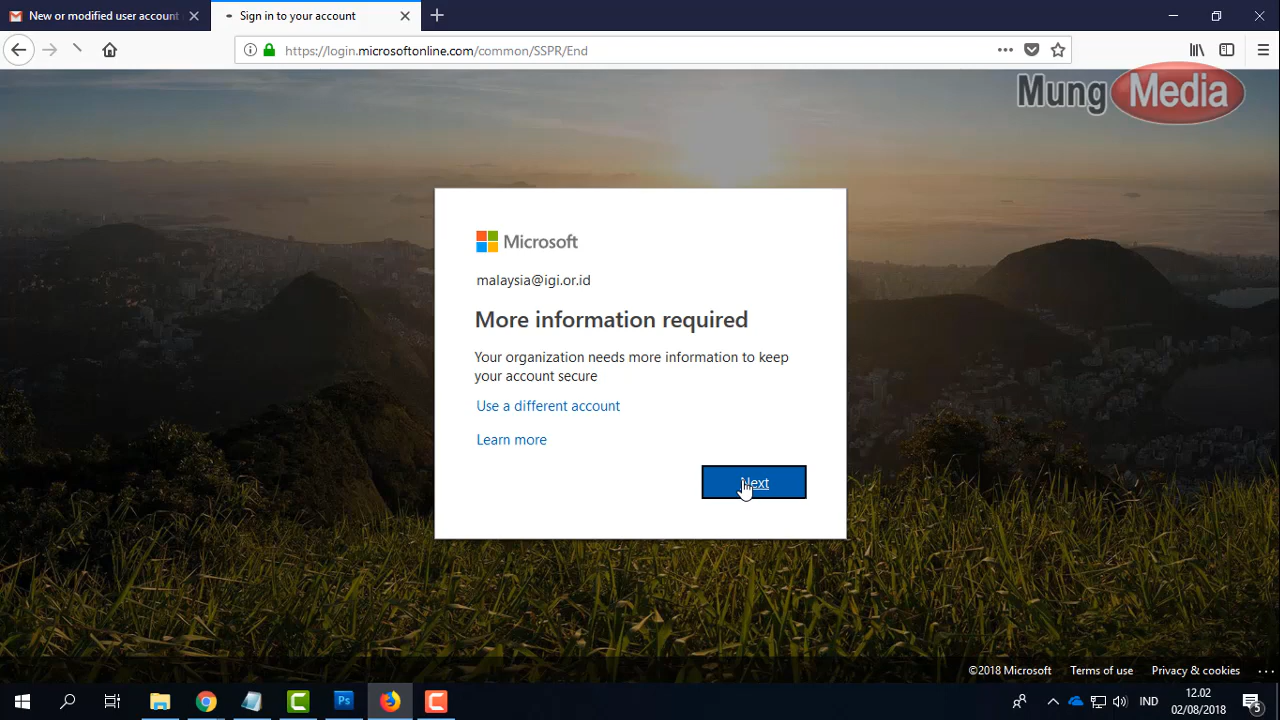 New or modified user account
Sign in to your account
https://login.microsoftonline.com/common/SSPR/End
Mung Media
Microsoft
malaysia@igi.or.id
More information required
Your organization needs more information to keep
your account secure
Use a different account
Learn more
Next
©2018 Microsoft
Terms of use
Privacy & cookies
...
Ps
IND
12.02
02/08/2018
5